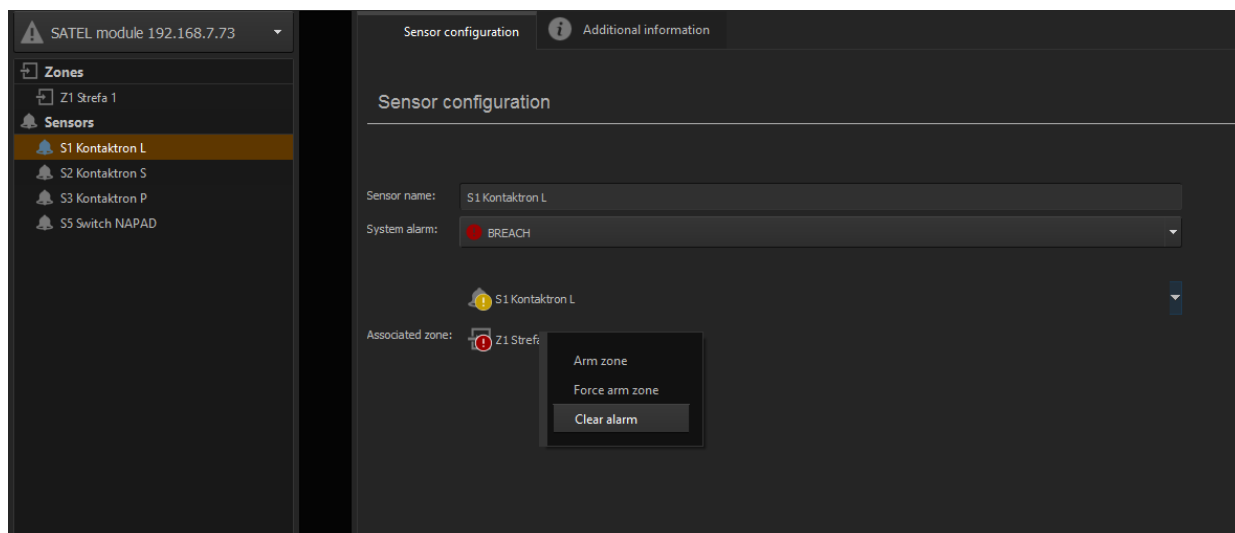 SATEL module 192.168.7.73
Zones
Z1 Strefa 1
Sensors
S1 Kontaktron L
S2 Kontaktron S
S3 Kontaktron P
S5 Switch NAPAD
Sensor configuration
Additional information
Sensor configuration
Sensor name:
S1 Kontaktron L
System alarm:
BREACH
S1 Kontaktron L
Associated zone:
Z1
Arm zone
Force arm zone
Clear alarm